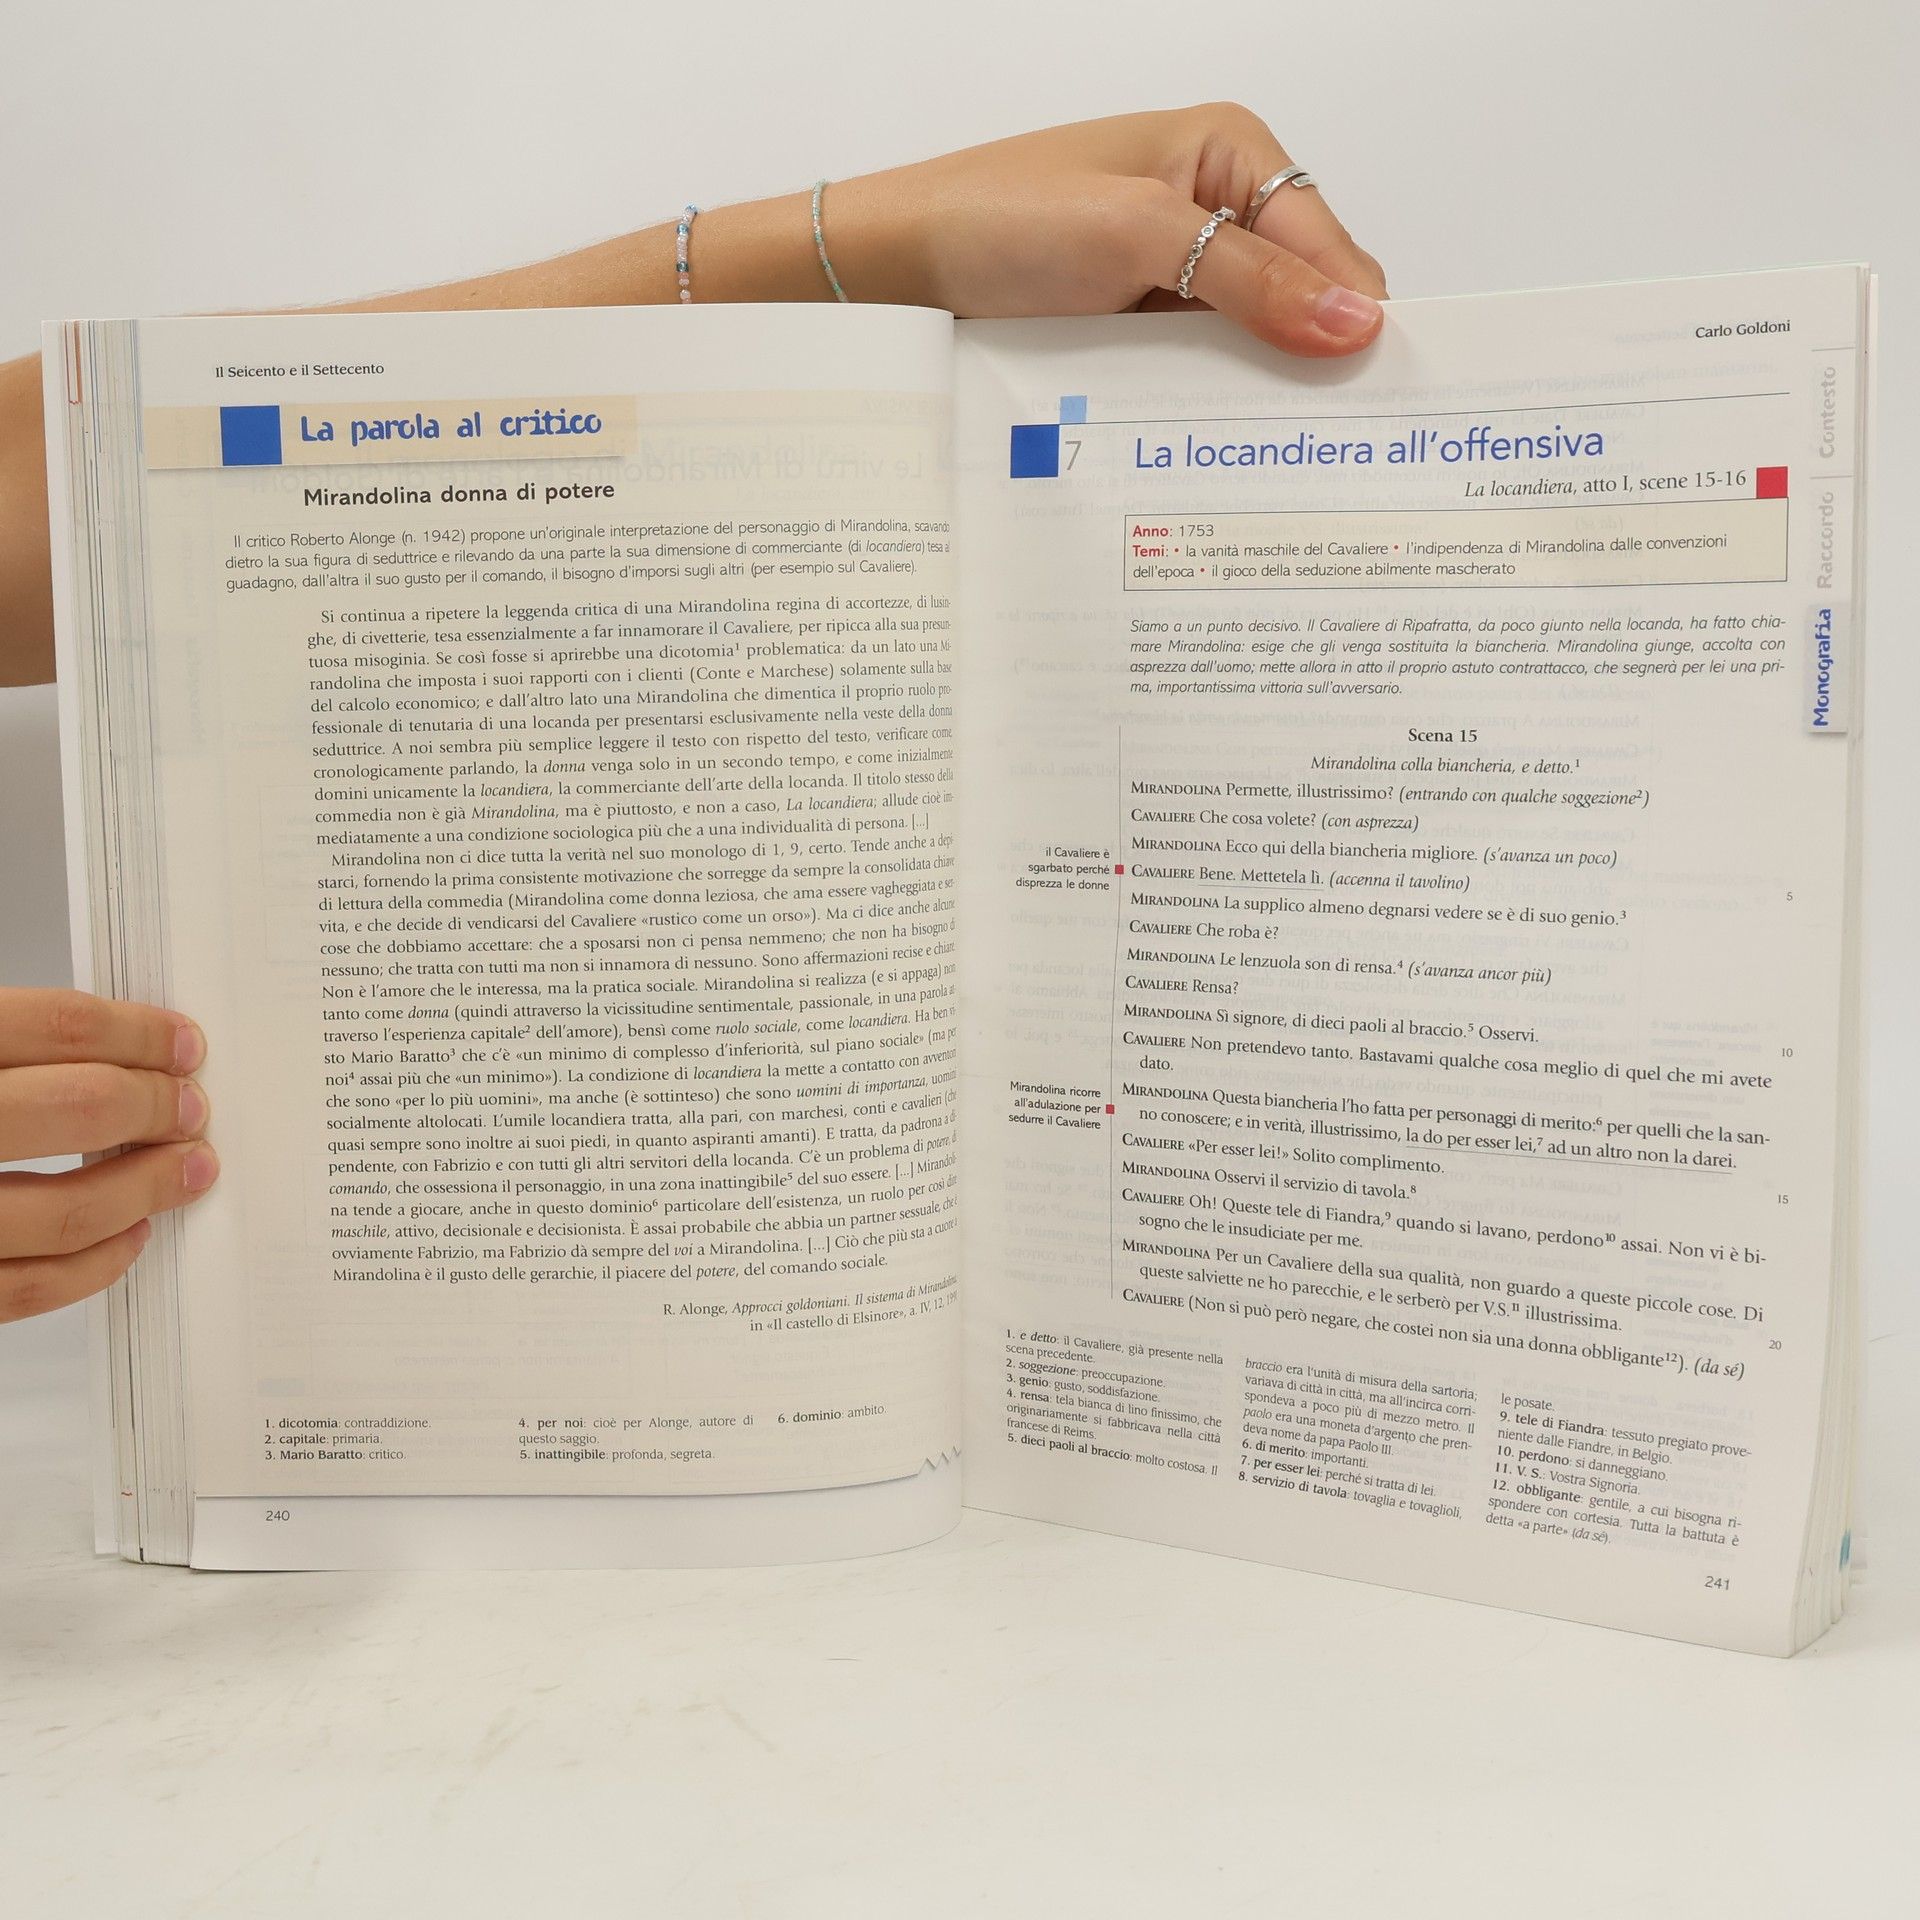 Il Seicento e il Settecento
La parola al critico
Mirandolina donna di potere
Il critico Roberto Alonge (n. 1942) propone un'originale interpretazione del personaggio di Mirandolina, scavando
dietro la sua figura di seduttrice e rilevando da una parte la sua dimensione di commerciante (di locandiera) tesa al
guadagno, dall'altra il suo gusto per il comando, il bisogno d'imporsi sugli altri (per esempio sul Cavaliere).
Si continua a ripetere la leggenda critica di una Mirandolina regina di accortezze, di lusin-
ghe, di civetterie, tesa essenzialmente a far innamorare il Cavaliere, per ripicca alla sua presun-
tuosa misoginia. Se così fosse si aprirebbe una dicotomia¹ problematica: da un lato una Mi-
randolina che imposta i suoi rapporti con i clienti (Conte e Marchese) solamente sulla base
del calcolo economico; e dall'altro lato una Mirandolina che dimentica il proprio ruolo pro-
fessionale di tenutaria di una locanda per presentarsi esclusivamente nella veste della donna
seduttrice. A noi sembra più semplice leggere il testo con rispetto del testo, verificare come,
cronologicamente parlando, la donna venga solo in un secondo tempo, e come inizialmente
domini unicamente la locandiera, la commerciante dell'arte della locanda. Il titolo stesso della
commedia non è già Mirandolina, ma è piuttosto, e non a caso, La locandiera; allude cioè im-
mediatamente a una condizione sociologica più che a una individualità di persona. [...]
Mirandolina non ci dice tutta la verità nel suo monologo di 1, 9, certo. Tende anche a depi-
starci, fornendo la prima consistente motivazione che sorregge da sempre la consolidata chiave
di lettura della commedia (Mirandolina come donna leziosa, che ama essere vagheggiata e ser-
vita, e che decide di vendicarsi del Cavaliere «rustico come un orso»). Ma ci dice anche alcune
cose che dobbiamo accettare: che a sposarsi non ci pensa nemmeno; che non ha bisogno di
nessuno; che tratta con tutti ma non si innamora di nessuno. Sono affermazioni recise e chiare.
Non è l'amore che le interessa, ma la pratica sociale. Mirandolina si realizza (e si appaga) non
tanto come donna (quindi attraverso la vicissitudine sentimentale, passionale, in una parola at-
traverso l'esperienza capitale² dell'amore), bensì come ruolo sociale, come locandiera. Ha ben vi-
sto Mario Baratto³ che c'è «un minimo di complesso d'inferiorità, sul piano sociale» (ma per
noi⁴ assai più che «un minimo»). La condizione di locandiera la mette a contatto con avventori
che sono «per lo più uomini», ma anche (è sottinteso) che sono uomini di importanza, uomini
socialmente altolocati. L'umile locandiera tratta, alla pari, con marchesi, conti e cavalieri (che
quasi sempre sono inoltre ai suoi piedi, in quanto aspiranti amanti). E tratta, da padrona a di-
pendente, con Fabrizio e con tutti gli altri servitori della locanda. C'è un problema di potere, di
comando, che ossessiona il personaggio, in una zona inattingibile⁵ del suo essere. [...] Mirandoli-
na tende a giocare, anche in questo dominio⁶ particolare dell'esistenza, un ruolo per così dire
maschile, attivo, decisionale e decisionista. È assai probabile che abbia un partner sessuale, che è
ovviamente Fabrizio, ma Fabrizio dà sempre del voi a Mirandolina. [...] Ciò che più sta a cuore a
Mirandolina è il gusto delle gerarchie, il piacere del potere, del comando sociale.
R. Alonge, Approcci goldoniani. Il sistema di Mirandolina,
in «Il castello di Elsinore», a. IV, 12,
1. dicotomia: contraddizione.
2. capitale: primaria.
3. Mario Baratto: critico.
4. per noi: cioè per Alonge, autore di
questo saggio.
5. inattingibile: profonda, segreta.
6. dominio: ambito.
240
Carlo Goldoni
Contesto
Raccordo
Monografia
7 La locandiera all'offensiva
La locandiera, atto I, scene 15-16
Anno: 1753
Temi: • la vanità maschile del Cavaliere • l'indipendenza di Mirandolina dalle convenzioni
dell'epoca • il gioco della seduzione abilmente mascherato
Siamo a un punto decisivo. Il Cavaliere di Ripafratta, da poco giunto nella locanda, ha fatto chia-
mare Mirandolina: esige che gli venga sostituita la biancheria. Mirandolina giunge, accolta con
asprezza dall'uomo; mette allora in atto il proprio astuto contrattacco, che segnerà per lei una pri-
ma, importantissima vittoria sull'avversario.
Scena 15
Mirandolina colla biancheria, e detto.¹
MIRANDOLINA Permette, illustrissimo? (entrando con qualche soggezione²)
CAVALIERE Che cosa volete? (con asprezza)
MIRANDOLINA Ecco qui della biancheria migliore. (s'avanza un poco)
il Cavaliere è
sgarbato perché
disprezza le donne
CAVALIERE Bene. Mettetela lì. (accenna il tavolino)
5
MIRANDOLINA La supplico almeno degnarsi vedere se è di suo genio.³
CAVALIERE Che roba è?
MIRANDOLINA Le lenzuola son di rensa.⁴ (s'avanza ancor più)
CAVALIERE Rensa?
MIRANDOLINA Sì signore, di dieci paoli al braccio.⁵ Osservi.
10
CAVALIERE Non pretendevo tanto. Bastavami qualche cosa meglio di quel che mi avete
dato.
Mirandolina ricorre
all'adulazione per
sedurre il Cavaliere
MIRANDOLINA Questa biancheria l'ho fatta per personaggi di merito:⁶ per quelli che la san-
no conoscere; e in verità, illustrissimo, la do per esser lei,⁷ ad un altro non la darei.
CAVALIERE «Per esser lei!» Solito complimento.
15
MIRANDOLINA Osservi il servizio di tavola.⁸
CAVALIERE Oh! Queste tele di Fiandra,⁹ quando si lavano, perdono¹⁰ assai. Non vi è bi-
sogno che le insudiciate per me.
MIRANDOLINA Per un Cavaliere della sua qualità, non guardo a queste piccole cose. Di
queste salviette ne ho parecchie, e le serberò per V.S.¹¹ illustrissima.
20
CAVALIERE (Non si può però negare, che costei non sia una donna obbligante¹²). (da sé)
1. e detto: il Cavaliere, già presente nella
scena precedente.
2. soggezione: preoccupazione.
3. genio: gusto, soddisfazione.
4. rensa: tela bianca di lino finissimo, che
originariamente si fabbricava nella città
francese di Reims.
5. dieci paoli al braccio: molto costosa. Il
braccio era l'unità di misura della sartoria;
variava di città in città, ma all'incirca corri-
spondeva a poco più di mezzo metro. Il
paolo era una moneta d'argento che pren-
deva nome da papa Paolo III.
6. di merito: importanti.
7. per esser lei: perché si tratta di lei.
8. servizio di tavola: tovaglia e tovaglioli,
le posate.
9. tele di Fiandra: tessuto pregiato prove-
niente dalle Fiandre, in Belgio.
10. perdono: si danneggiano.
11. V. S.: Vostra Signoria.
12. obbligante: gentile, a cui bisogna ri-
spondere con cortesia. Tutta la battuta è
detta «a parte» (da sé).
241